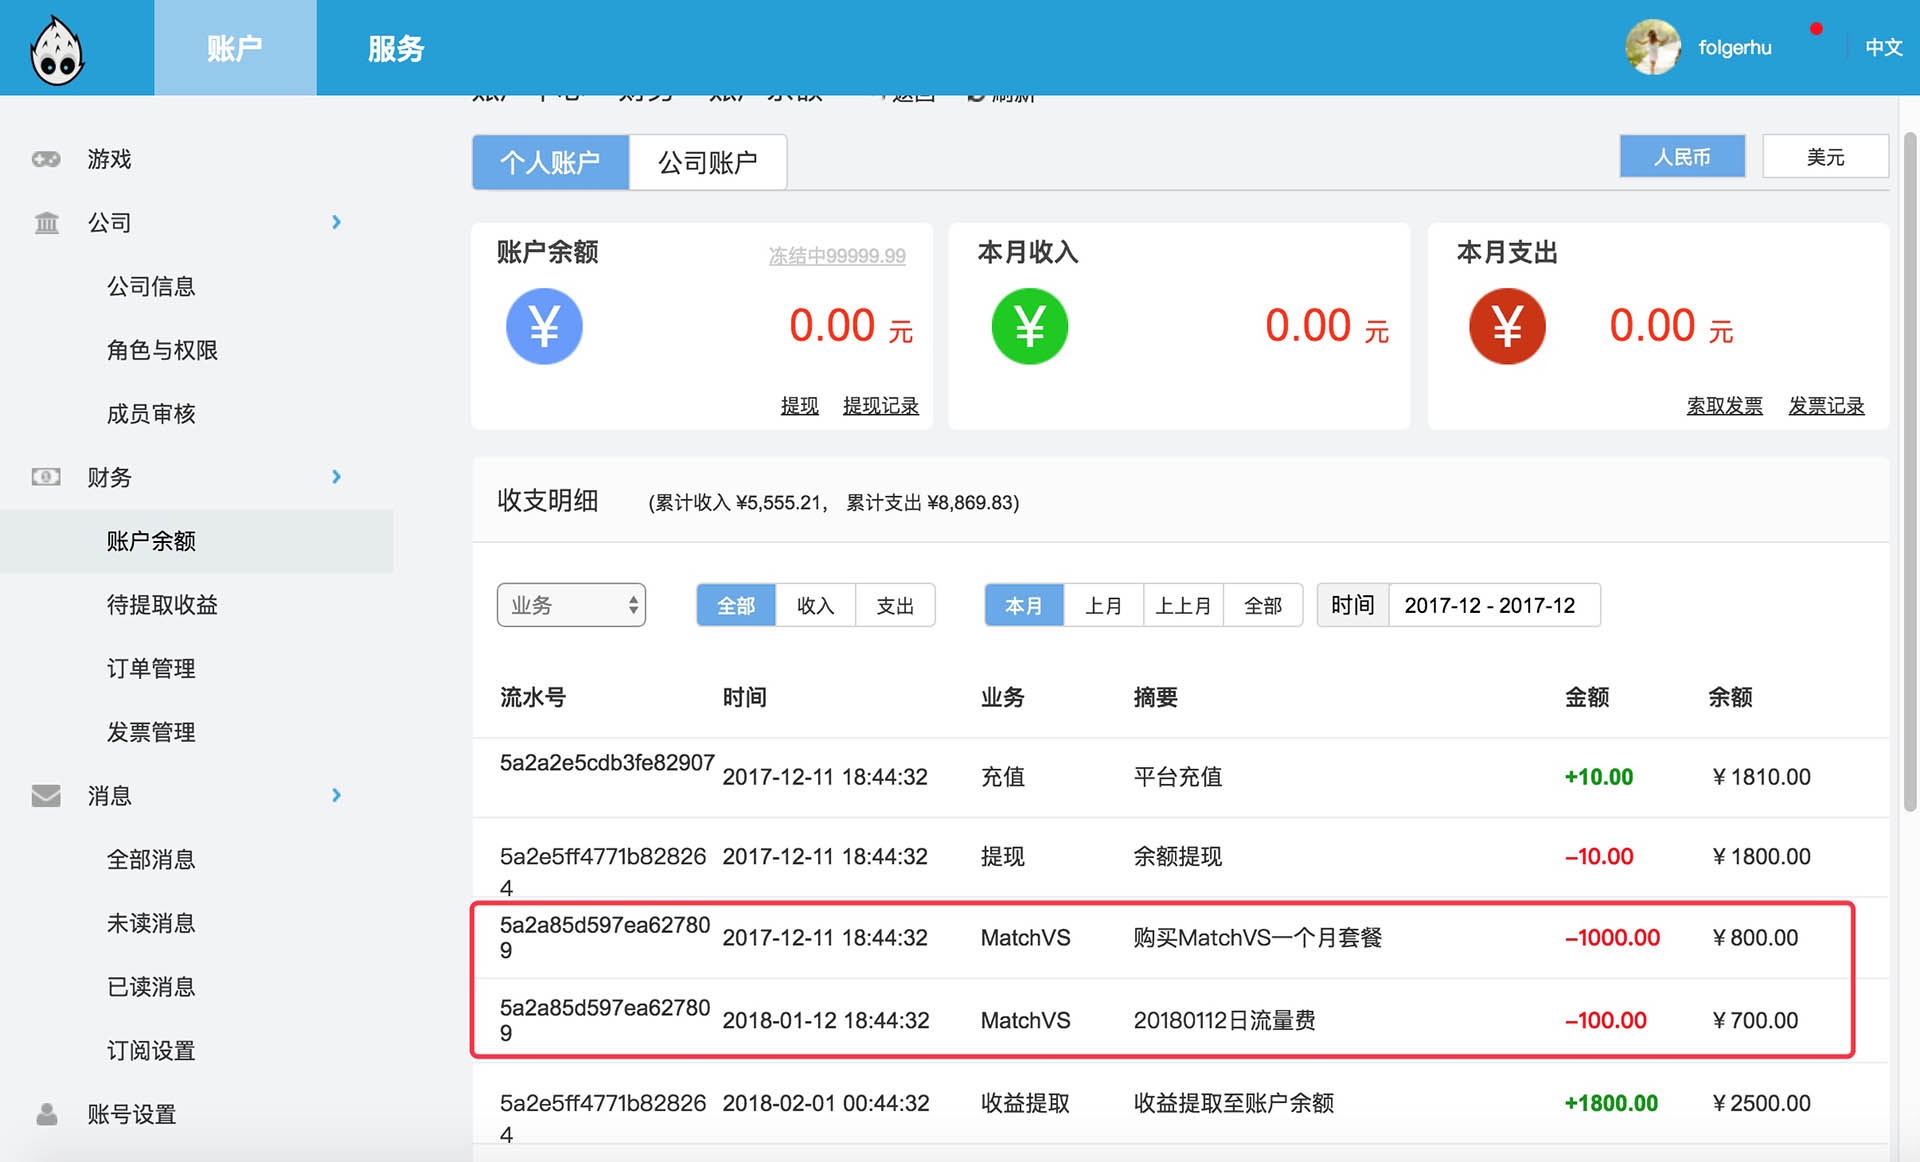 账户
服务
folgerhu
中文
返回
刷新
游戏
公司
公司信息
角色与权限
成员审核
财务
账户余额
待提取收益
订单管理
发票管理
消息
全部消息
未读消息
已读消息
订阅设置
账号设置
个人账户 公司账户
人民币 美元
账户余额 冻结中99999.99
¥ 0.00 元
提现 提现记录
本月收入
¥ 0.00 元
本月支出
¥ 0.00 元
索取发票 发票记录
收支明细 (累计收入 ¥5,555.21， 累计支出 ¥8,869.83)
业务 全部 收入 支出 本月 上月 上上月 全部 时间 2017-12 - 2017-12
流水号 时间 业务 摘要 金额 余额
5a2a2e5cdb3fe82907 2017-12-11 18:44:32 充值 平台充值 +10.00 ¥1810.00
5a2e5ff4771b82826 2017-12-11 18:44:32 提现 余额提现 –10.00 ¥1800.00
4
5a2a85d597ea62780 2017-12-11 18:44:32 MatchVS 购买MatchVS一个月套餐 –1000.00 ¥800.00
9
5a2a85d597ea62780 2018-01-12 18:44:32 MatchVS 20180112日流量费 –100.00 ¥700.00
9
5a2e5ff4771b82826 2018-02-01 00:44:32 收益提取 收益提取至账户余额 +1800.00 ¥2500.00
4